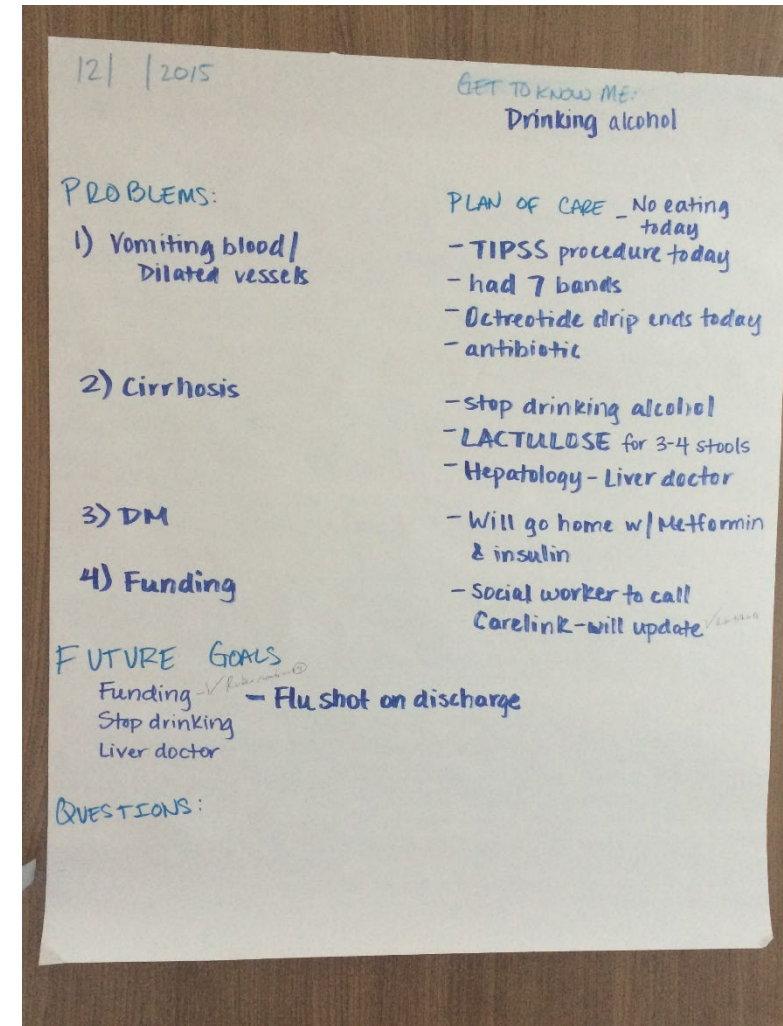 12/ /2015
GET TO KNOW ME:
Drinking alcohol
PROBLEMS:
1) Vomiting blood/
Dilated vessels
2) Cirrhosis
3) DM
4) Funding
PLAN OF CARE - No eating
today
- TIPSS procedure today
- had 7 bands
- Octreotide drip ends today
- antibiotic
- stop drinking alcohol
- LACTULOSE for 3-4 stools
- Hepatology - Liver doctor
- Will go home w/ Metformin
& insulin
- Social worker to call
Carelink - will update
FUTURE GOALS
Funding - √
- Flu shot on discharge
Stop drinking
Liver doctor
QUESTIONS: